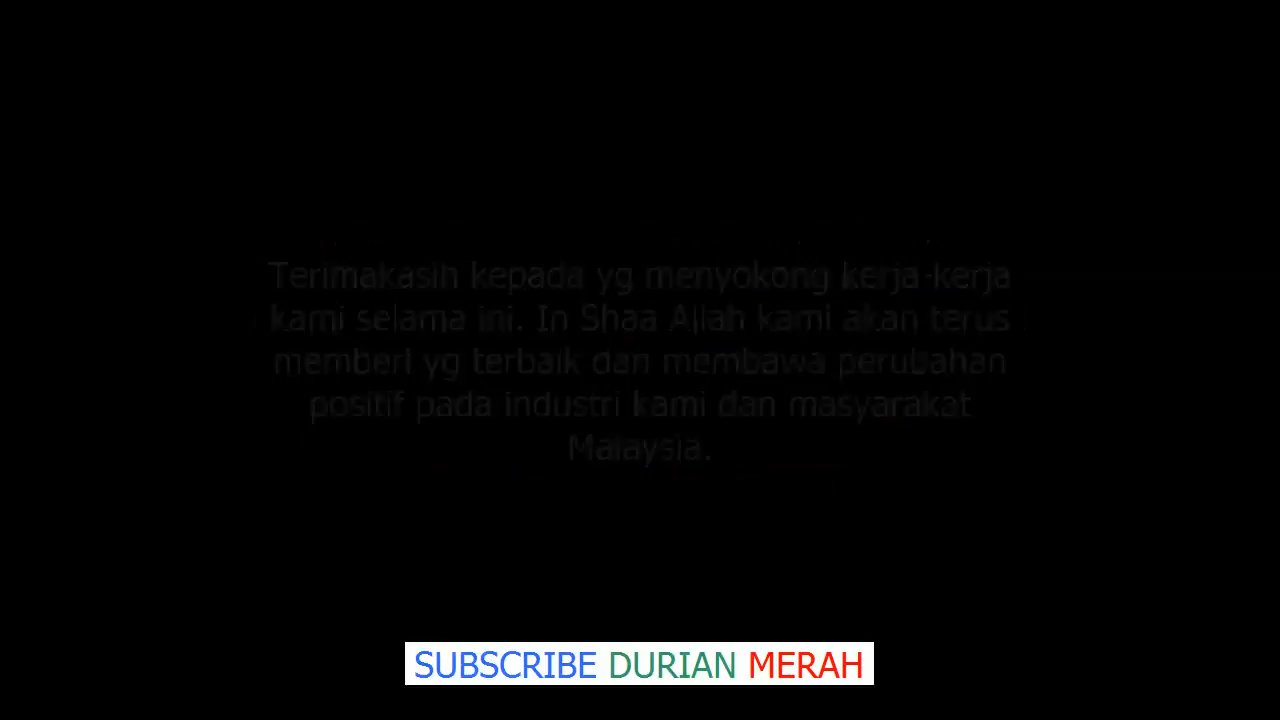 Terimakasih kepada yg menyokong kerja-kerja
kami selama ini. In Shaa Allah kami akan terus
memberi yg terbaik dan membawa perubahan
positif pada industri kami dan masyarakat
Malaysia.
SUBSCRIBE DURIAN MERAH